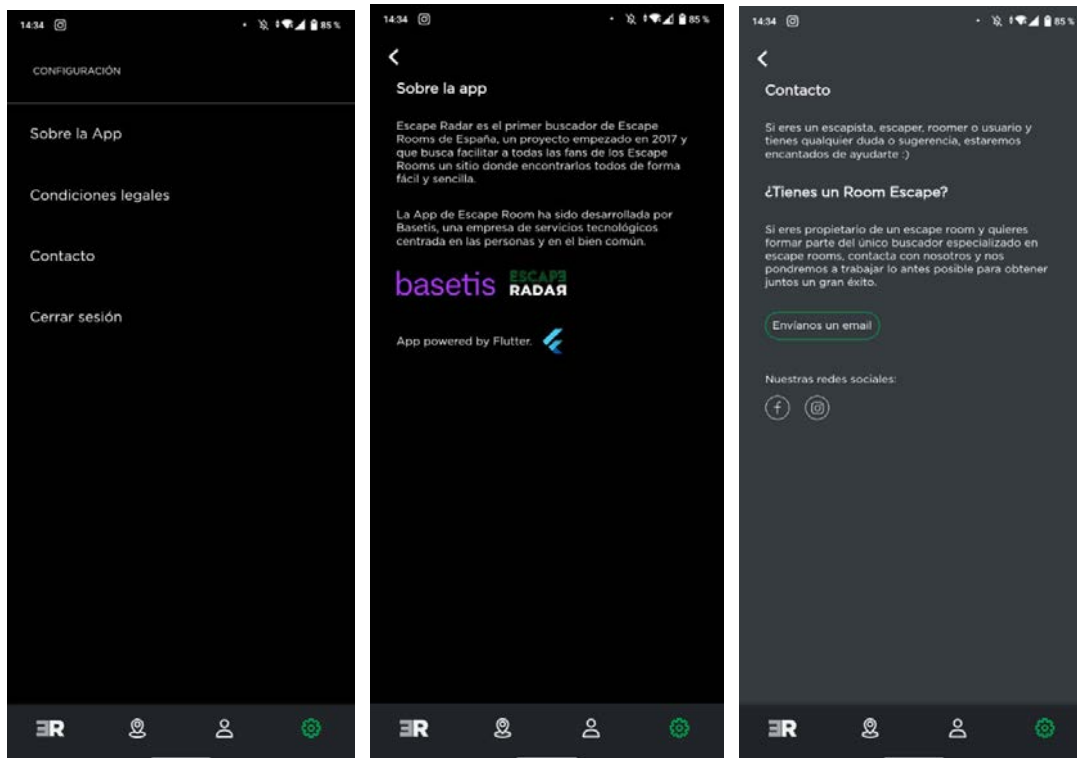 14:34
85 %
CONFIGURACIÓN
Sobre la App
Condiciones legales
Contacto
Cerrar sesión
ER
14:34
85 %
Sobre la app
Escape Radar es el primer buscador de Escape
Rooms de España, un proyecto empezado en 2017 y
que busca facilitar a todas las fans de los Escape
Rooms un sitio donde encontrarlos todos de forma
fácil y sencilla.
La App de Escape Room ha sido desarrollada por
Basetis, una empresa de servicios tecnológicos
centrada en las personas y en el bien común.
basetis ESCAPE
RADAR
App powered by Flutter.
ER
14:34
85 %
Contacto
Si eres un escapista, escaper, roomer o usuario y
tienes qualquier duda o sugerencia, estaremos
encantados de ayudarte :)
¿Tienes un Room Escape?
Si eres propietario de un escape room y quieres
formar parte del único buscador especializado en
escape rooms, contacta con nosotros y nos
pondremos a trabajar lo antes posible para obtener
juntos un gran éxito.
Envíanos un email
Nuestras redes sociales:
ER